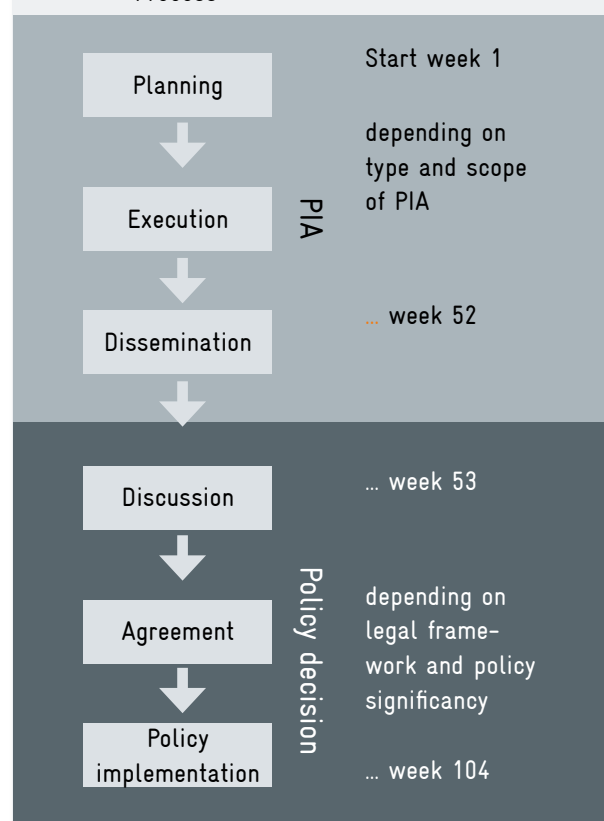 Planning
Start week 1
depending on
type and scope
of PIA
Execution
PIA
Dissemination
... week 52
Discussion
... week 53
Agreement
Policy decision
depending on
legal frame-
work and policy
significancy
Policy
implementation
... week 104